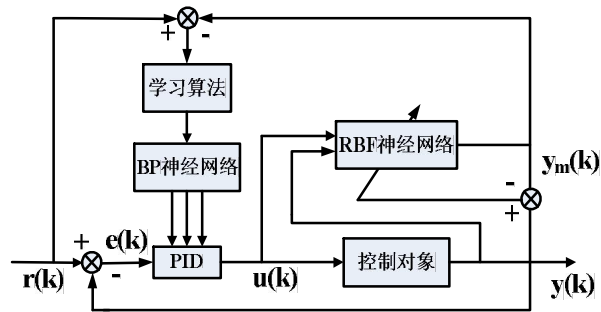 +
-
学习算法
BP神经网络
RBF神经网络
y_m(k)
-
+
+
e(k)
-
r(k)
PID
u(k)
控制对象
y(k)